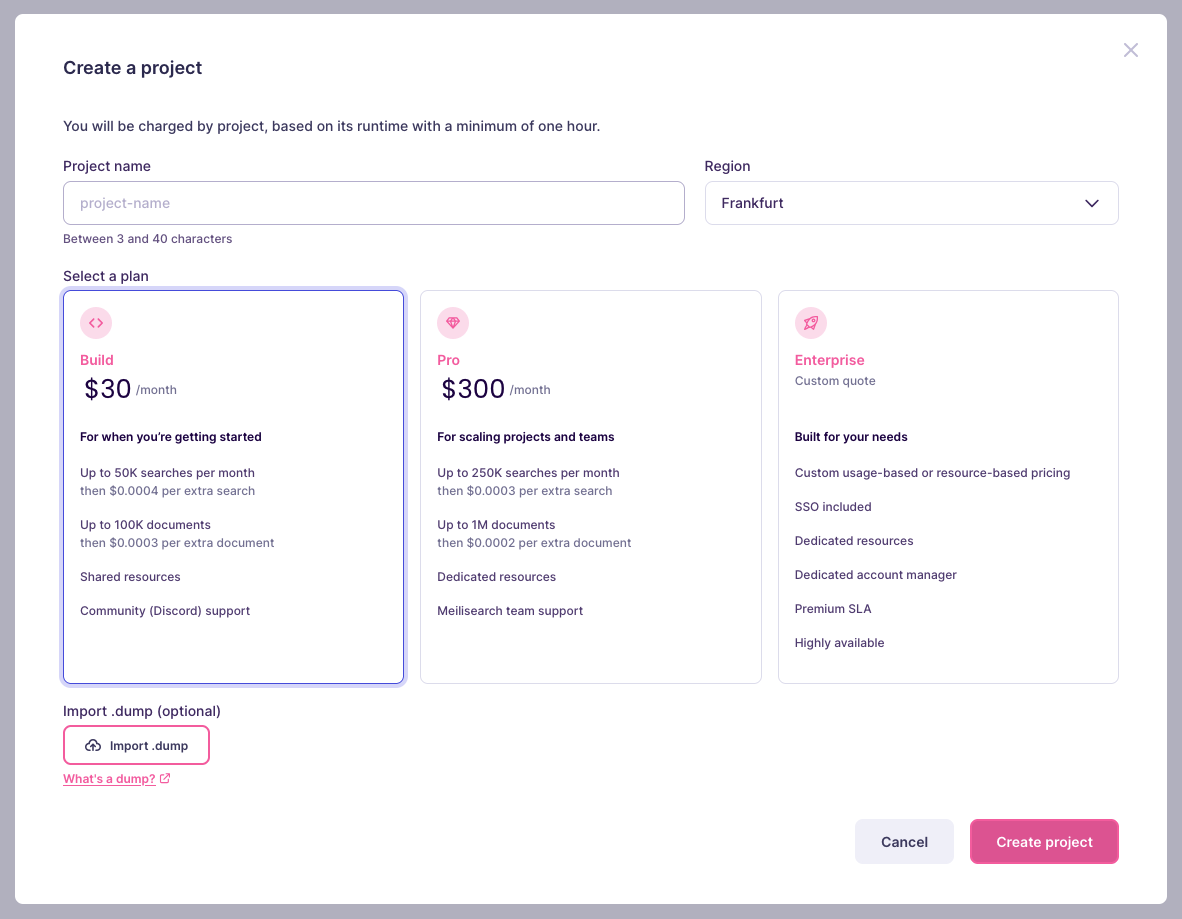 Create a project
You will be charged by project, based on its runtime with a minimum of one hour.
Project name
project-name
Between 3 and 40 characters
Region
Frankfurt
Select a plan
Build
$30 /month
For when you’re getting started
Up to 50K searches per month
then $0.0004 per extra search
Up to 100K documents
then $0.0003 per extra document
Shared resources
Community (Discord) support
Pro
$300 /month
For scaling projects and teams
Up to 250K searches per month
then $0.0003 per extra search
Up to 1M documents
then $0.0002 per extra document
Dedicated resources
Meilisearch team support
Enterprise
Custom quote
Built for your needs
Custom usage-based or resource-based pricing
SSO included
Dedicated resources
Dedicated account manager
Premium SLA
Highly available
Import .dump (optional)
Import .dump
What's a dump?
Cancel
Create project